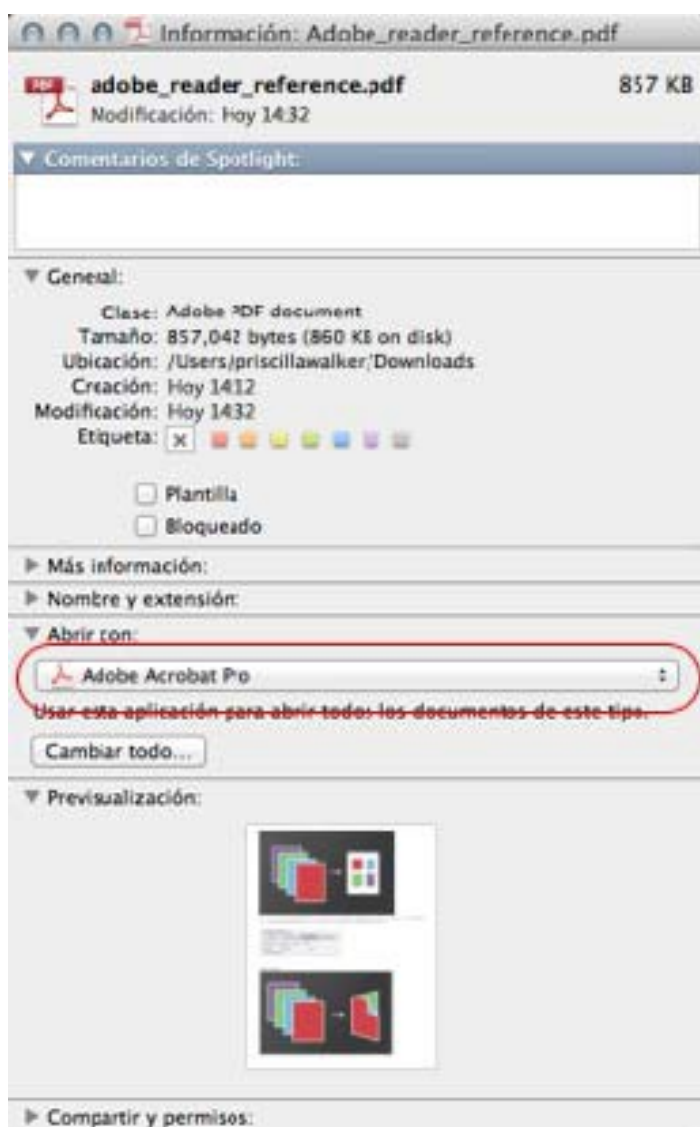 Información: Adobe_reader_reference.pdf
adobe_reader_reference.pdf 857 KB
Modificación: Hoy 14:32
Comentarios de Spotlight:
General:
Clase: Adobe PDF document
Tamaño: 857,042 bytes (860 KB on disk)
Ubicación: /Users/priscillawalker/Downloads
Creación: Hoy 14:12
Modificación: Hoy 14:32
Etiqueta:
Plantilla
Bloqueado
Más información:
Nombre y extensión:
Abrir con:
Adobe Acrobat Pro
Usar esta aplicación para abrir todos los documentos de este tipo.
Cambiar todo...
Previsualización:
Compartir y permisos: